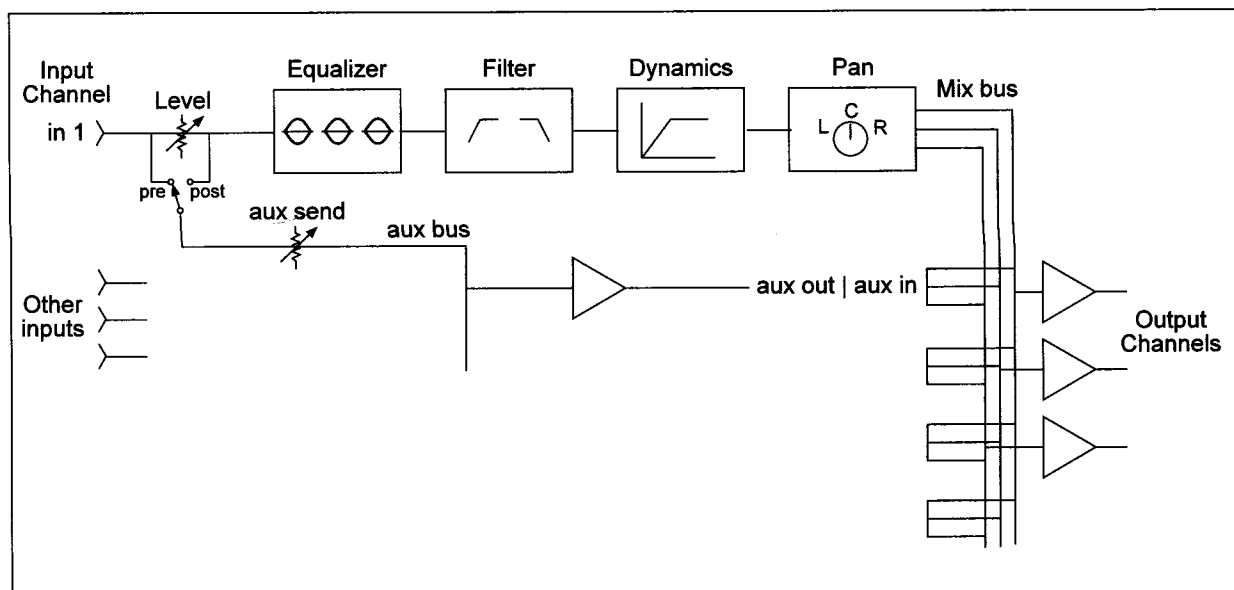 Input
Channel
in 1
Level
Equalizer
Filter
Dynamics
Pan
L C R
Mix bus
pre post
aux send
aux bus
Other
inputs
aux out | aux in
Output
Channels